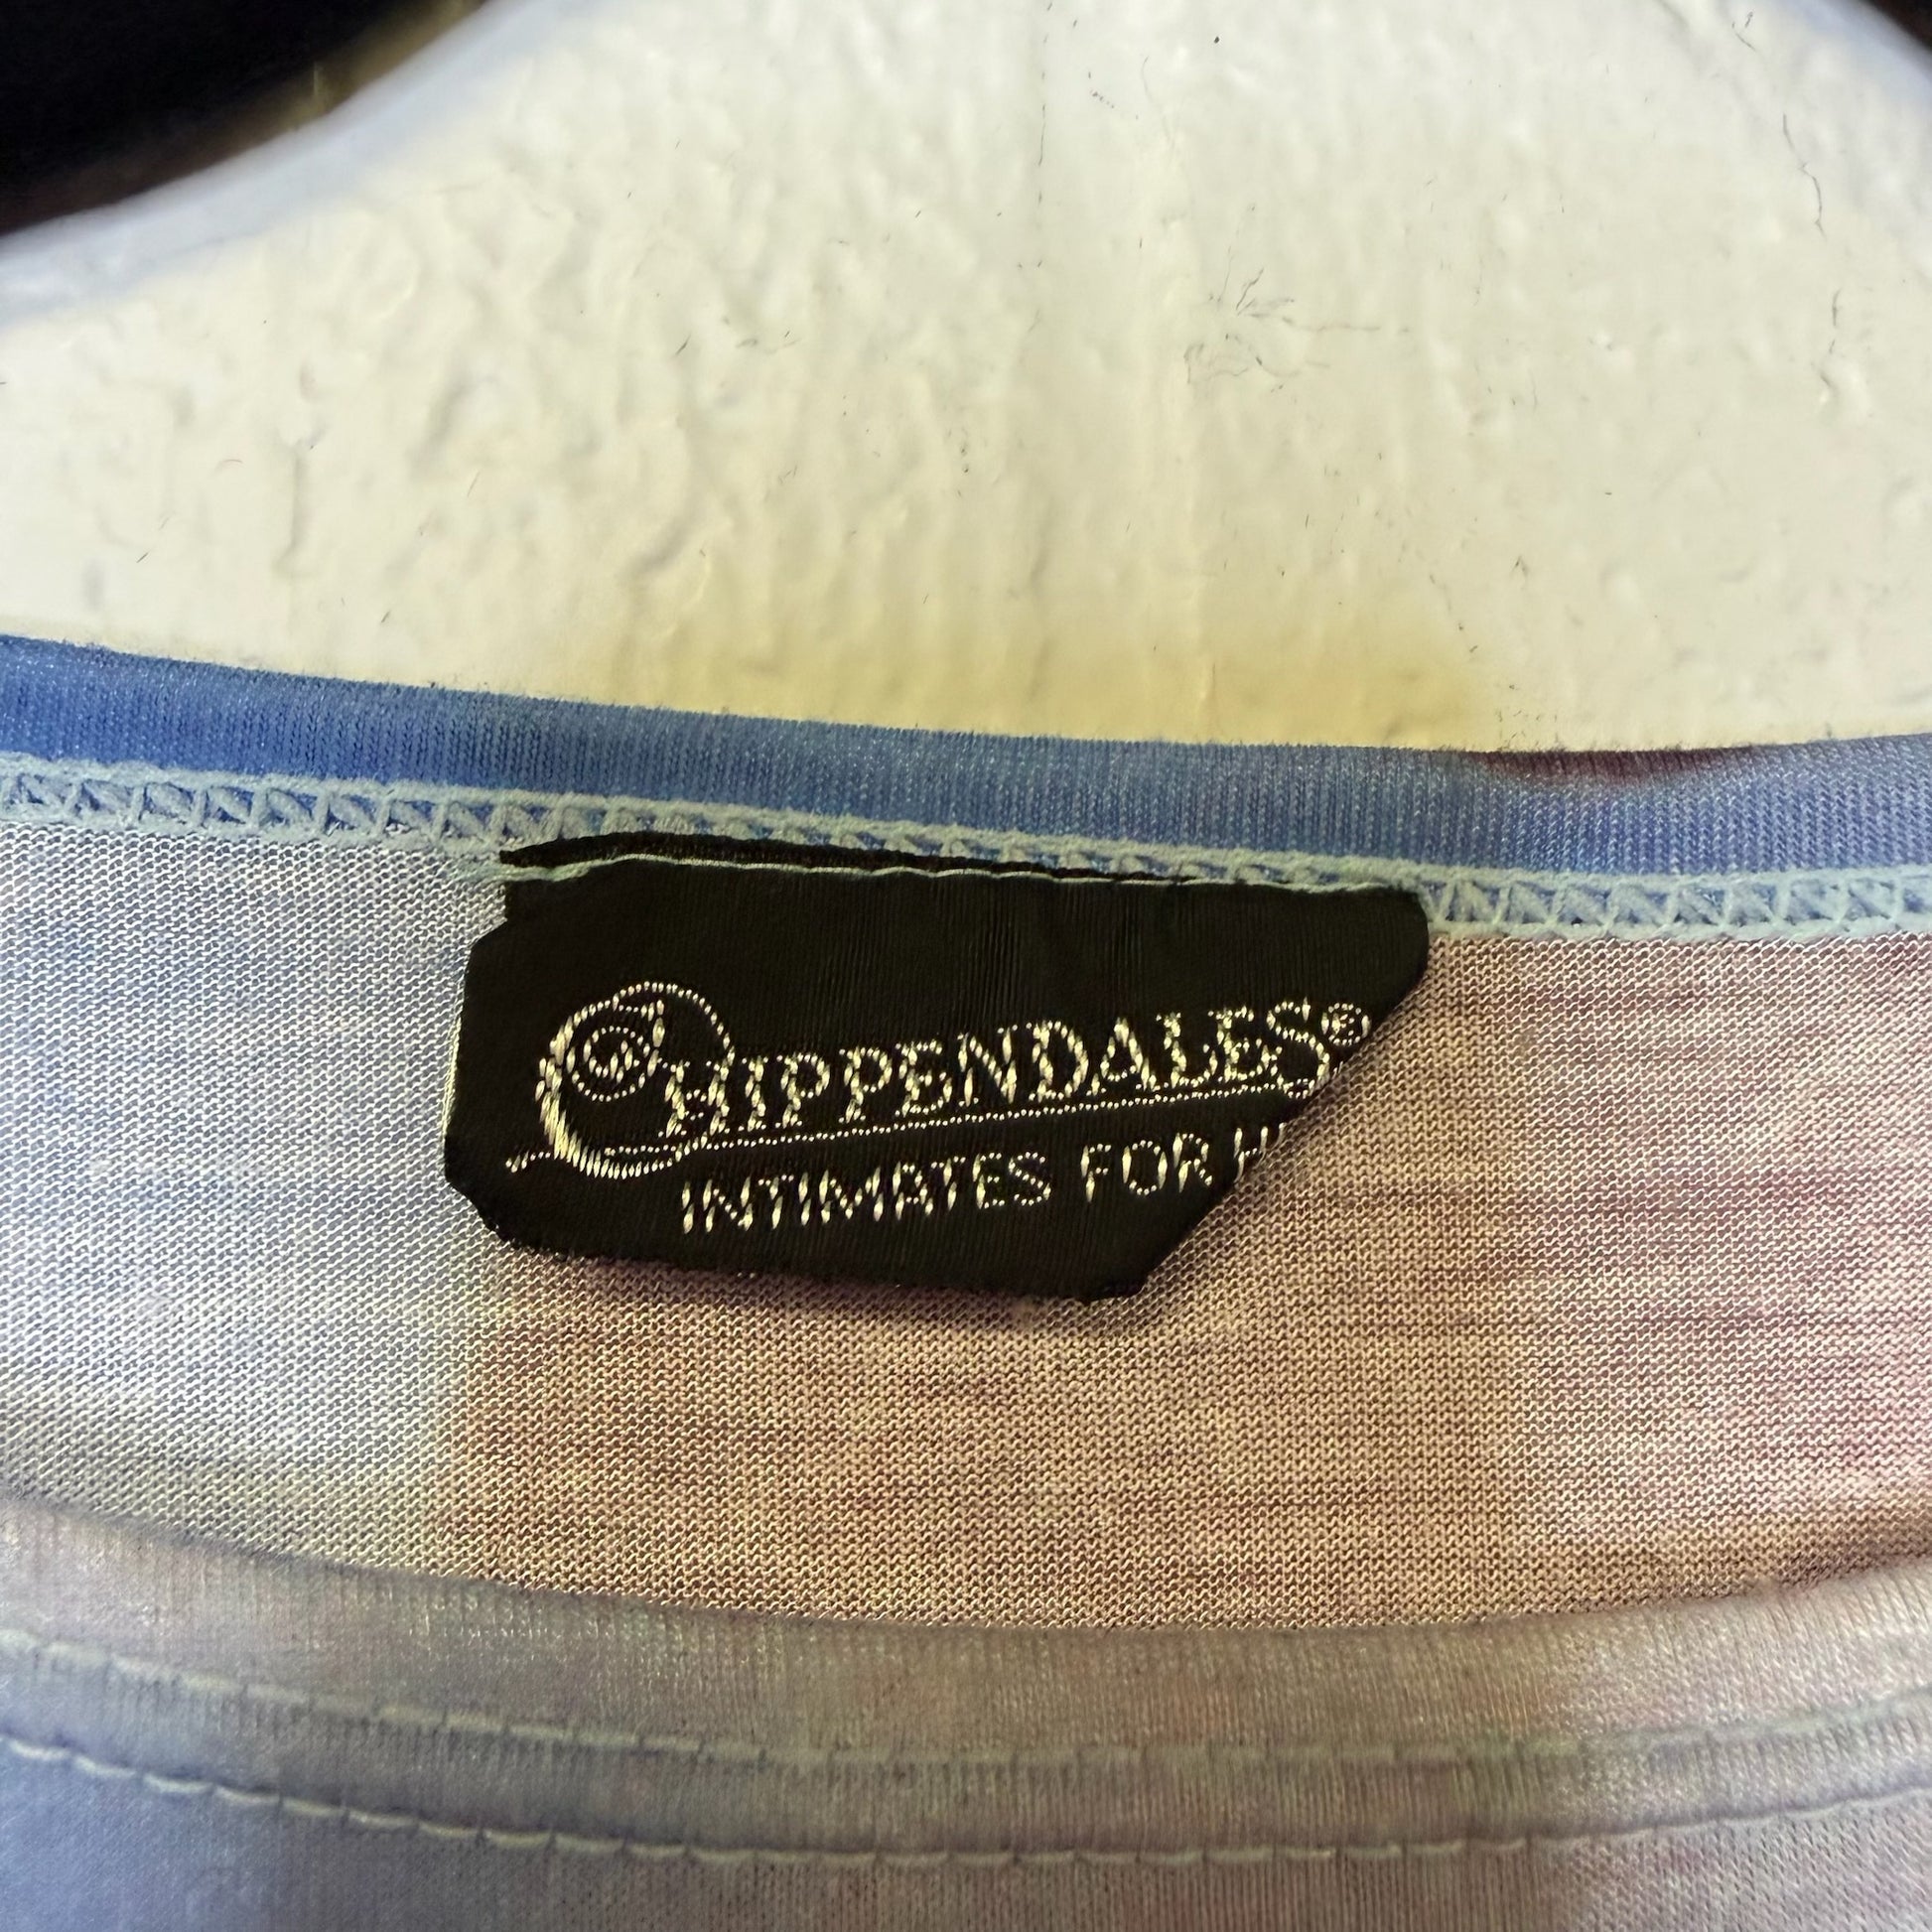 CHIPPENDALES®
INTIMATES FOR